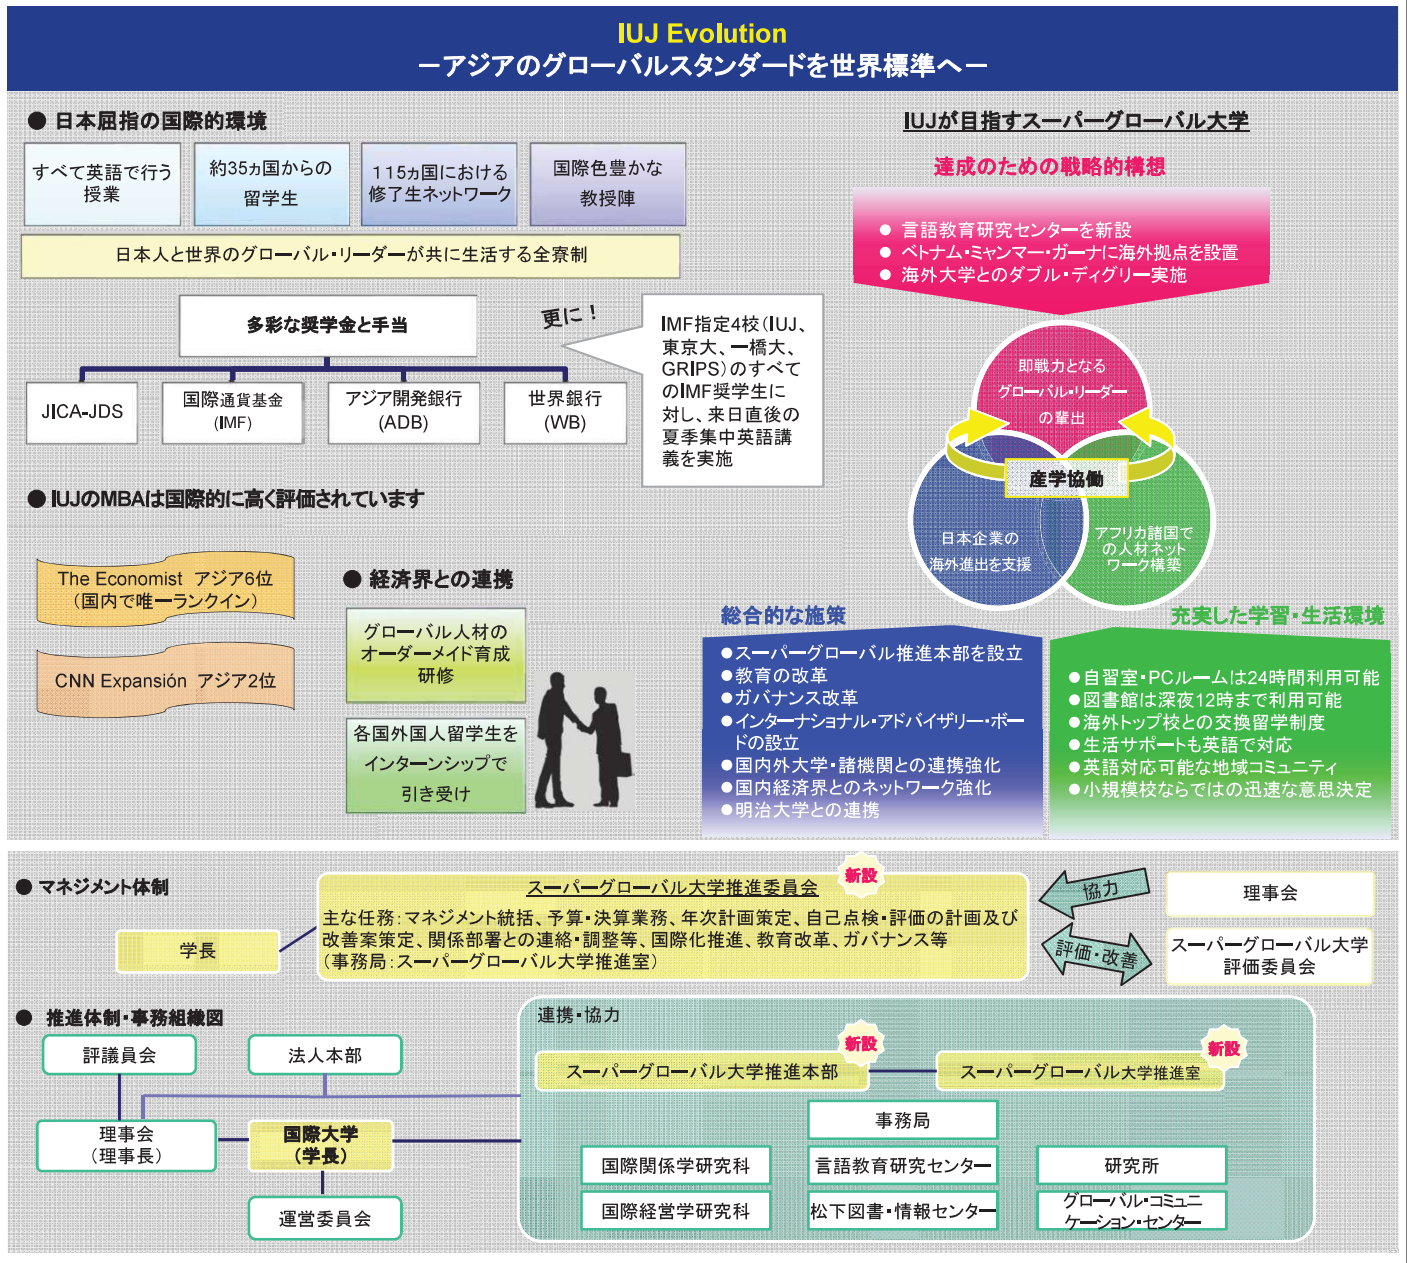 IUJ Evolution
－アジアのグローバルスタンダードを世界標準へ－
● 日本屈指の国際的環境
すべて英語で行う
授業
約35ヵ国からの
留学生
115ヵ国における
修了生ネットワーク
国際色豊かな
教授陣
日本人と世界のグローバル・リーダーが共に生活する全寮制
多彩な奨学金と手当
JICA-JDS
国際通貨基金
(IMF)
アジア開発銀行
(ADB)
世界銀行
(WB)
更に！
IMF指定4校（IUJ、
東京大、一橋大、
GRIPS）のすべて
のIMF奨学生に
対し、来日直後の
夏季集中英語講
義を実施
● IUJのMBAは国際的に高く評価されています
The Economist アジア6位
（国内で唯一ランクイン）
CNN Expansión アジア2位
● 経済界との連携
グローバル人材の
オーダーメイド育成
研修
各国外国人留学生を
インターンシップで
引き受け
IUJが目指すスーパーグローバル大学
達成のための戦略的構想
● 言語教育研究センターを新設
● ベトナム・ミャンマー・ガーナに海外拠点を設置
● 海外大学とのダブル・ディグリー実施
即戦力となる
グローバル・リーダー
の輩出
産学協働
日本企業の
海外進出を支援
アフリカ諸国で
の人材ネット
ワーク構築
総合的な施策
●スーパーグローバル推進本部を設立
●教育の改革
●ガバナンス改革
●インターナショナル・アドバイザリー・ボー
ドの設立
●国内外大学・諸機関との連携強化
●国内経済界とのネットワーク強化
●明治大学との連携
充実した学習・生活環境
●自習室・PCルームは24時間利用可能
●図書館は深夜12時まで利用可能
●海外トップ校との交換留学制度
●生活サポートも英語で対応
●英語対応可能な地域コミュニティ
●小規模校ならではの迅速な意思決定
● マネジメント体制
学長
新設
スーパーグローバル大学推進委員会
主な任務：マネジメント統括、予算・決算業務、年次計画策定、自己点検・評価の計画及び
改善案策定、関係部署との連絡・調整等、国際化推進、教育改革、ガバナンス等
（事務局：スーパーグローバル大学推進室）
協力
評価・改善
理事会
スーパーグローバル大学
評価委員会
● 推進体制・事務組織図
評議員会
法人本部
理事会
（理事長）
国際大学
（学長）
運営委員会
連携・協力
新設
スーパーグローバル大学推進本部
新設
スーパーグローバル大学推進室
事務局
国際関係学研究科
言語教育研究センター
研究所
国際経営学研究科
松下図書・情報センター
グローバル・コミュニ
ケーション・センター